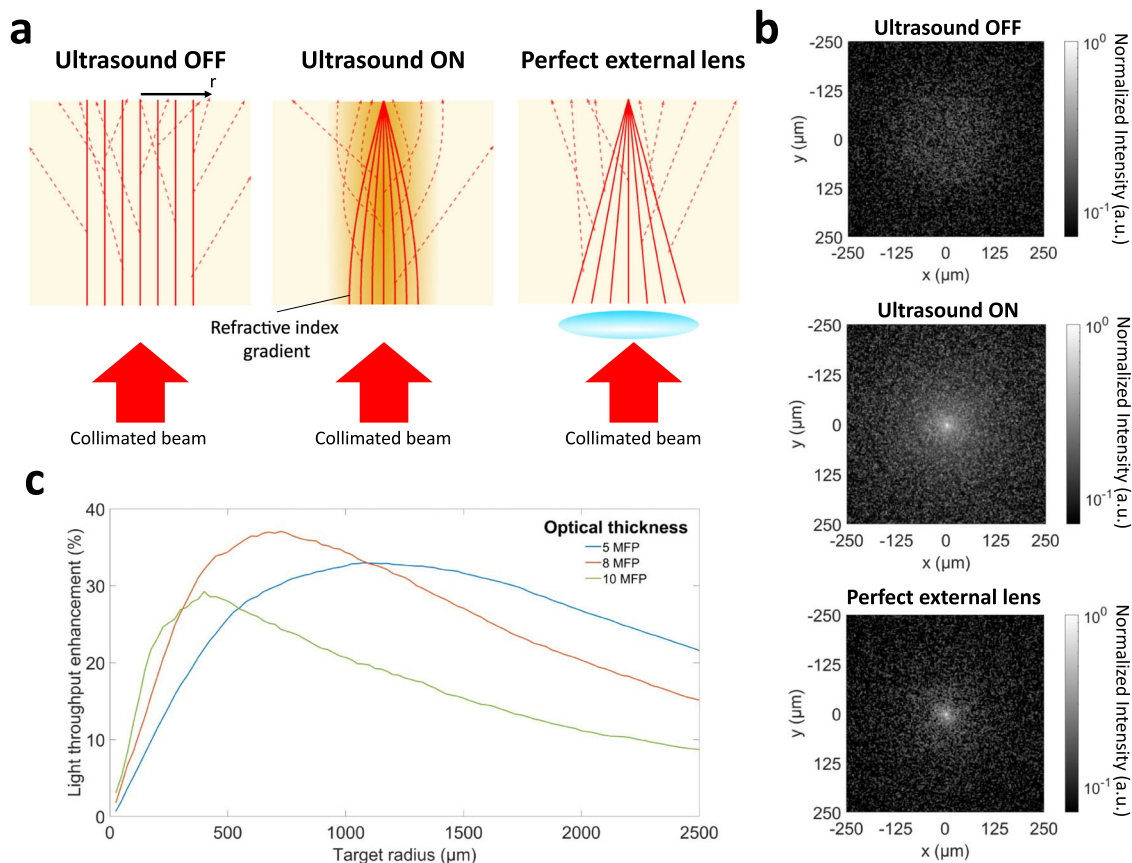 a
Ultrasound OFF
Ultrasound ON
Perfect external lens
r
Refractive index
gradient
Collimated beam
Collimated beam
Collimated beam
b
Ultrasound OFF
-250
-125
0
125
250
-250
-125
0
125
250
y (µm)
x (µm)
10^0
10^-1
Normalized Intensity (a.u.)
Ultrasound ON
-250
-125
0
125
250
-250
-125
0
125
250
y (µm)
x (µm)
10^0
10^-1
Normalized Intensity (a.u.)
Perfect external lens
-250
-125
0
125
250
-250
-125
0
125
250
y (µm)
x (µm)
10^0
10^-1
Normalized Intensity (a.u.)
c
40
30
20
10
0
Light throughput enhancement (%)
Optical thickness
5 MFP
8 MFP
10 MFP
0
500
1000
1500
2000
2500
Target radius (µm)